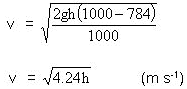 v = √(2gh(1000−784)/1000)
v = √4.24h (m s⁻¹)